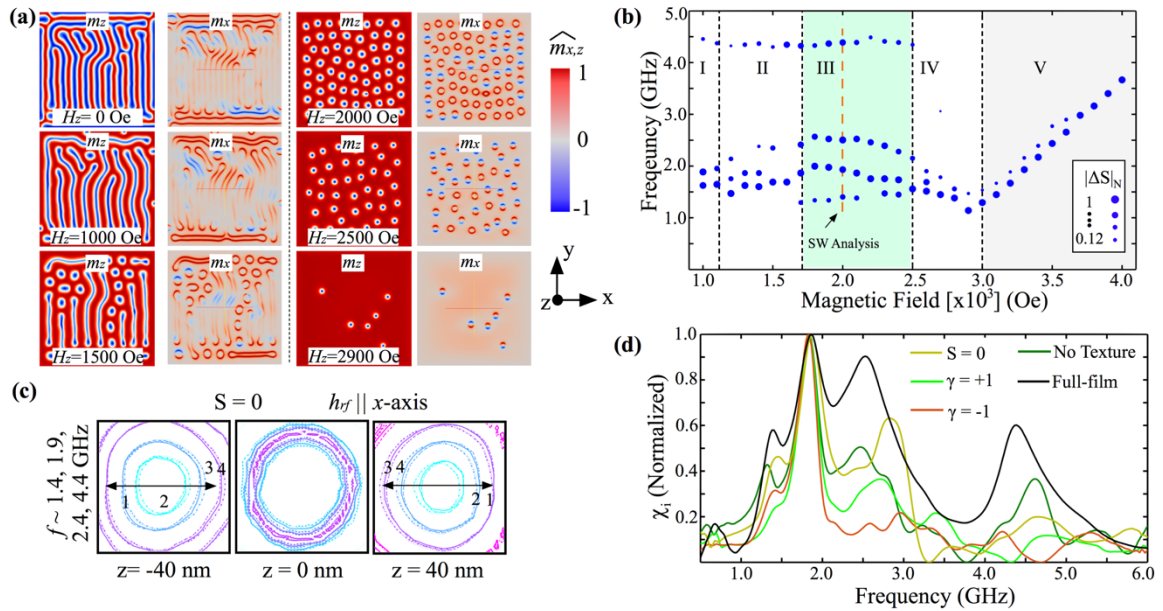 (a)
mz
mx
mz
mx
Hz= 0 Oe
Hz= 2000 Oe
mz
mx
mz
mx
Hz= 1000 Oe
Hz= 2500 Oe
mz
mx
mz
mx
Hz= 1500 Oe
Hz= 2900 Oe
m̂x,z
1
0
-1
y
z
x
(b)
5.0
4.0
3.0
2.0
1.0
Frequency (GHz)
I
II
III
IV
V
SW Analysis
|ΔS|N
1
0.12
1.0
1.5
2.0
2.5
3.0
3.5
4.0
Magnetic Field [x10³] (Oe)
(c)
S = 0
hrf || x-axis
f ~ 1.4, 1.9,
2.4, 4.4 GHz
1
2
3 4
4 3
2 1
z= -40 nm
z= 0 nm
z= 40 nm
(d)
1.0
0.8
0.6
0.4
0.2
χi (Normalized)
S = 0
γ = +1
γ = -1
No Texture
Full-film
1.0
2.0
3.0
4.0
5.0
6.0
Frequency (GHz)